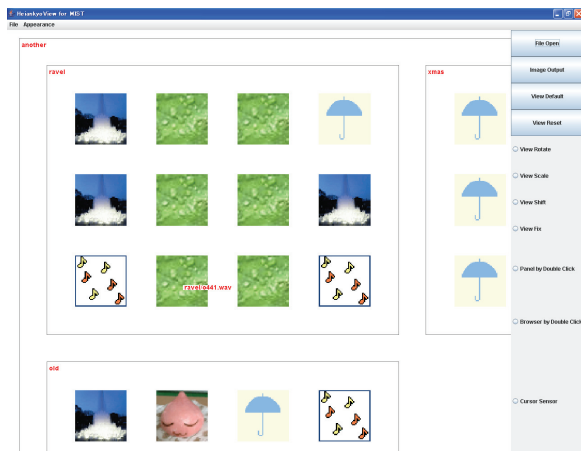 HeiankyoView for MIST
File Appearance
another
ravel
xmas
ravel/o441.wav
old
File Open
Image Output
View Default
View Reset
View Rotate
View Scale
View Shift
View Fix
Panel by Double Click
Browser by Double Click
Cursor Sensor